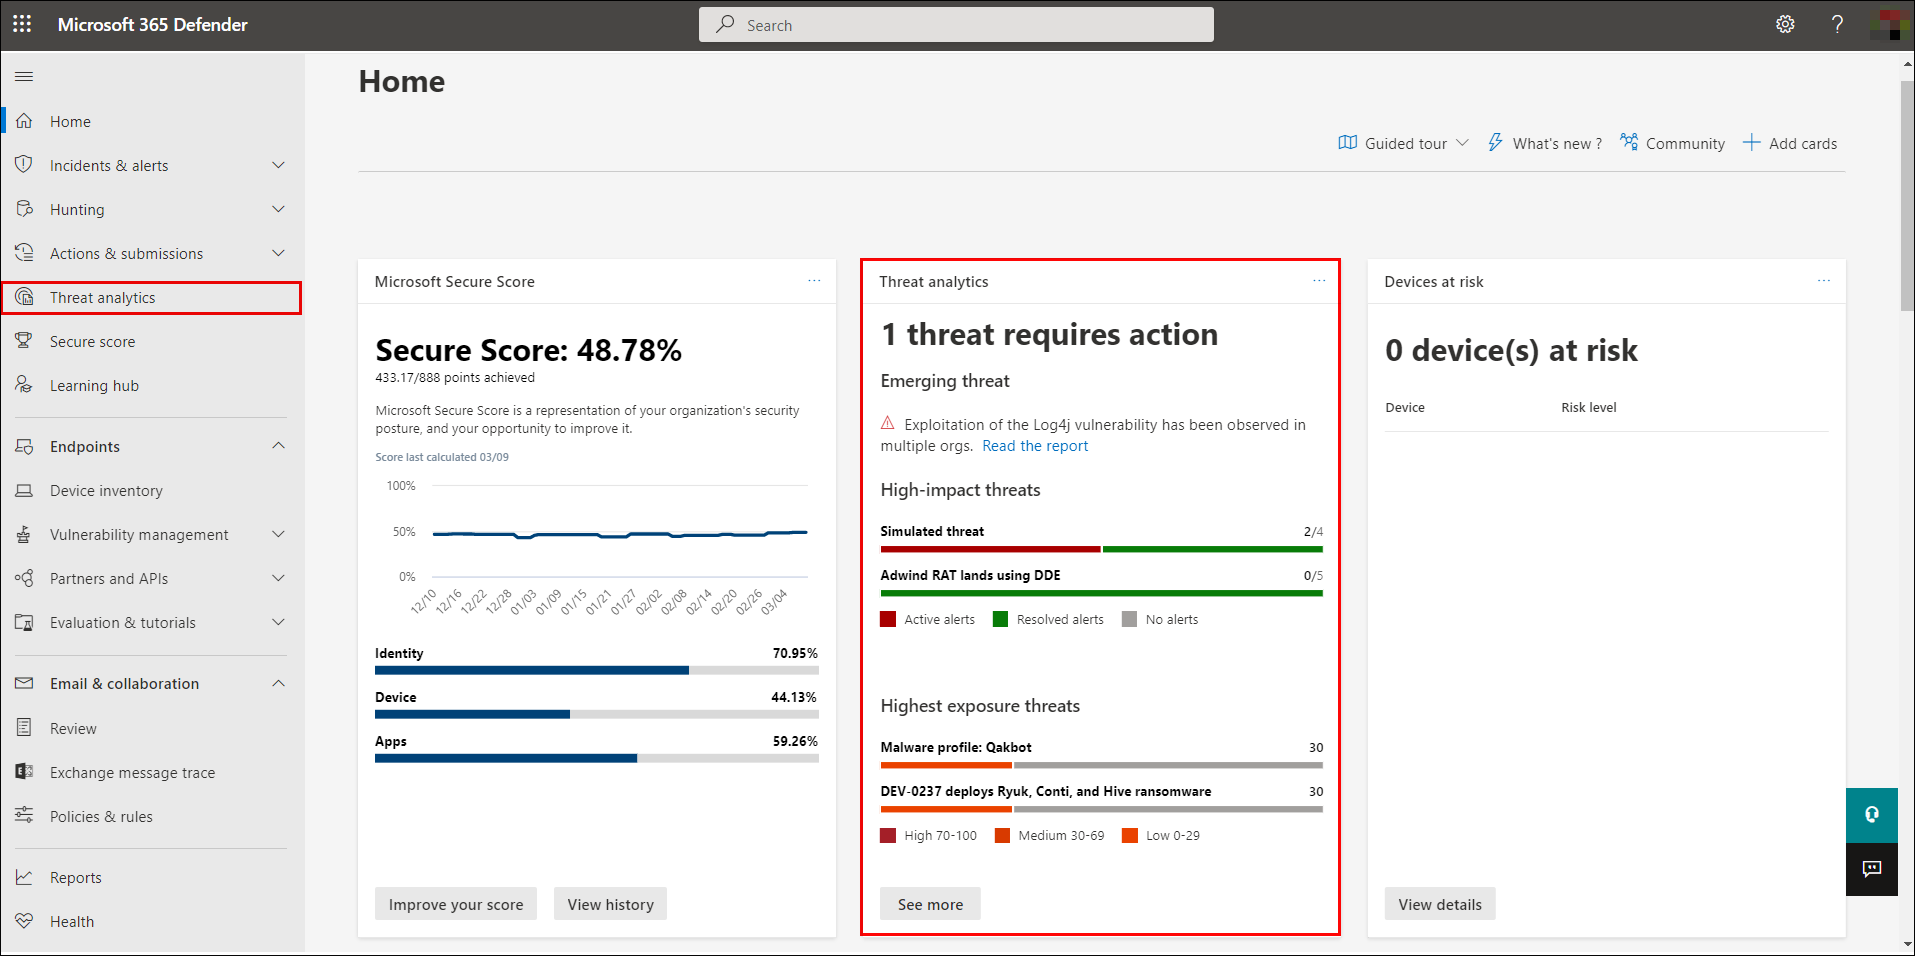 Microsoft 365 Defender
Search
Home
Incidents & alerts
Hunting
Actions & submissions
Threat analytics
Secure score
Learning hub
Endpoints
Device inventory
Vulnerability management
Partners and APIs
Evaluation & tutorials
Email & collaboration
Review
Exchange message trace
Policies & rules
Reports
Health
Home
Guided tour
What's new ?
Community
Add cards
Microsoft Secure Score
Secure Score: 48.78%
433.17/888 points achieved
Microsoft Secure Score is a representation of your organization's security
posture, and your opportunity to improve it.
Score last calculated 03/09
100%
50%
0%
12/10 12/16 12/22 12/28 01/03 01/09 01/15 01/21 01/27 02/02 02/08 02/14 02/20 02/26 03/04
Identity 70.95%
Device 44.13%
Apps 59.26%
Improve your score
View history
Threat analytics
1 threat requires action
Emerging threat
Exploitation of the Log4j vulnerability has been observed in
multiple orgs. Read the report
High-impact threats
Simulated threat 2/4
Adwind RAT lands using DDE 0/5
Active alerts Resolved alerts No alerts
Highest exposure threats
Malware profile: Qakbot 30
DEV-0237 deploys Ryuk, Conti, and Hive ransomware 30
High 70-100 Medium 30-69 Low 0-29
See more
Devices at risk
0 device(s) at risk
Device Risk level
View details